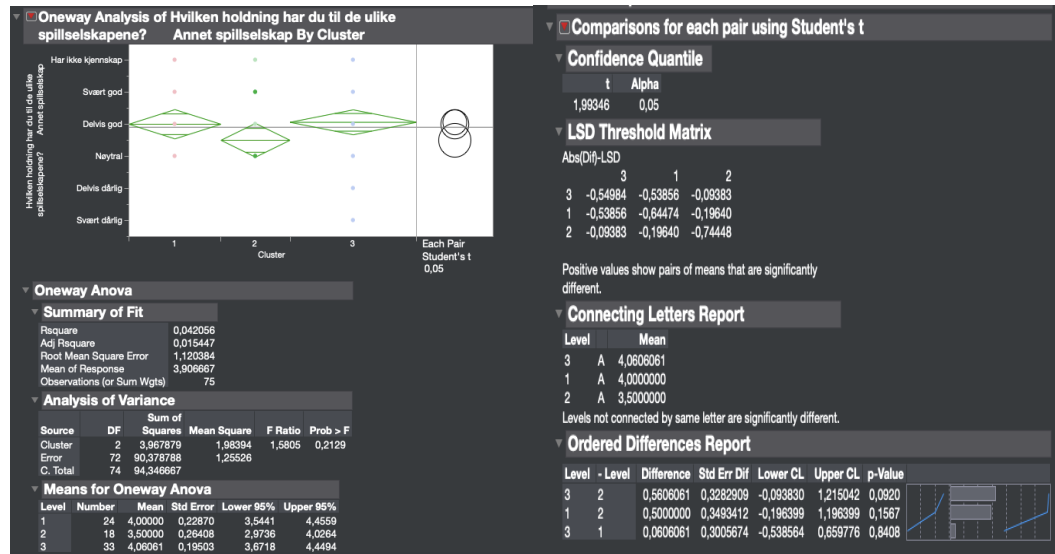 Oneway Analysis of Hvilken holdning har du til de ulike
spillselskapene? Annet spillselskap By Cluster
Hvilken holdning har du til de ulike
spillselskapene? Annet spillselskap
Har ikke kjennskap
Svært god
Delvis god
Nøytral
Delvis dårlig
Svært dårlig
1 2 3
Cluster
Each Pair
Student's t
0,05
Oneway Anova
Summary of Fit
Rsquare 0,042056
Adj Rsquare 0,015447
Root Mean Square Error 1,120384
Mean of Response 3,906667
Observations (or Sum Wgts) 75
Analysis of Variance
Sum of
Source DF Squares Mean Square F Ratio Prob > F
Cluster 2 3,967879 1,98394 1,5805 0,2129
Error 72 90,378788 1,25526
C. Total 74 94,346667
Means for Oneway Anova
Level Number Mean Std Error Lower 95% Upper 95%
1 24 4,00000 0,22870 3,5441 4,4559
2 18 3,50000 0,26408 2,9736 4,0264
3 33 4,06061 0,19503 3,6718 4,4494
Comparisons for each pair using Student's t
Confidence Quantile
t Alpha
1,99346 0,05
LSD Threshold Matrix
Abs(Dif)-LSD
3 1 2
3 -0,54984 -0,53856 -0,09383
1 -0,53856 -0,64474 -0,19640
2 -0,09383 -0,19640 -0,74448
Positive values show pairs of means that are significantly
different.
Connecting Letters Report
Level Mean
3 A 4,0606061
1 A 4,0000000
2 A 3,5000000
Levels not connected by same letter are significantly different.
Ordered Differences Report
Level - Level Difference Std Err Dif Lower CL Upper CL p-Value
3 2 0,5606061 0,3282909 -0,093830 1,215042 0,0920
1 2 0,5000000 0,3493412 -0,196399 1,196399 0,1567
3 1 0,0606061 0,3005674 -0,538564 0,659776 0,8408